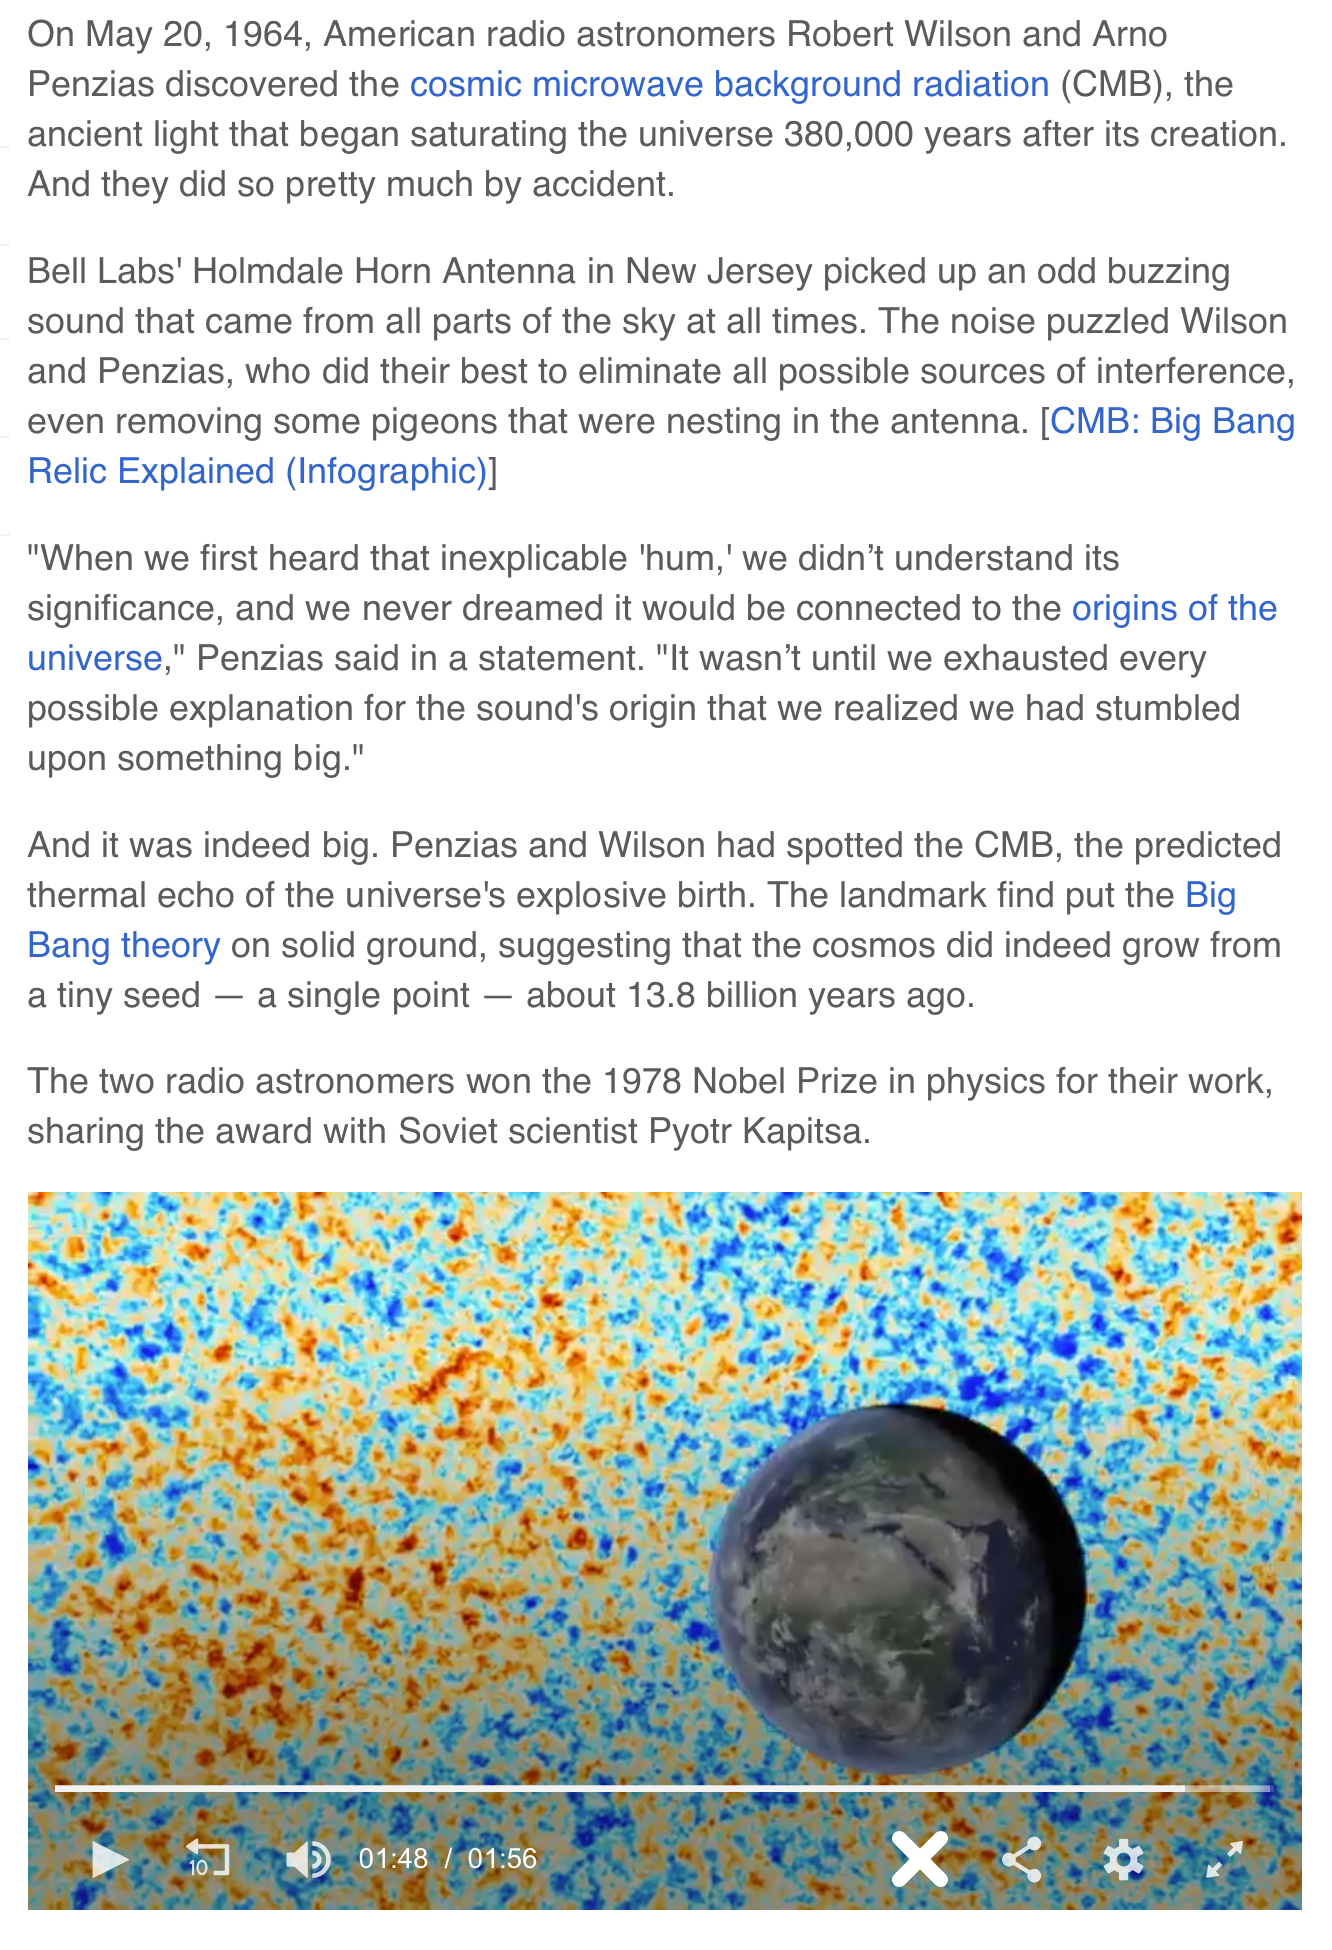 On May 20, 1964, American radio astronomers Robert Wilson and Arno
Penzias discovered the cosmic microwave background radiation (CMB), the
ancient light that began saturating the universe 380,000 years after its creation.
And they did so pretty much by accident.
Bell Labs' Holmdale Horn Antenna in New Jersey picked up an odd buzzing
sound that came from all parts of the sky at all times. The noise puzzled Wilson
and Penzias, who did their best to eliminate all possible sources of interference,
even removing some pigeons that were nesting in the antenna. [CMB: Big Bang
Relic Explained (Infographic)]
"When we first heard that inexplicable 'hum,' we didn’t understand its
significance, and we never dreamed it would be connected to the origins of the
universe," Penzias said in a statement. "It wasn’t until we exhausted every
possible explanation for the sound's origin that we realized we had stumbled
upon something big."
And it was indeed big. Penzias and Wilson had spotted the CMB, the predicted
thermal echo of the universe's explosive birth. The landmark find put the Big
Bang theory on solid ground, suggesting that the cosmos did indeed grow from
a tiny seed — a single point — about 13.8 billion years ago.
The two radio astronomers won the 1978 Nobel Prize in physics for their work,
sharing the award with Soviet scientist Pyotr Kapitsa.
10 01:48 / 01:56